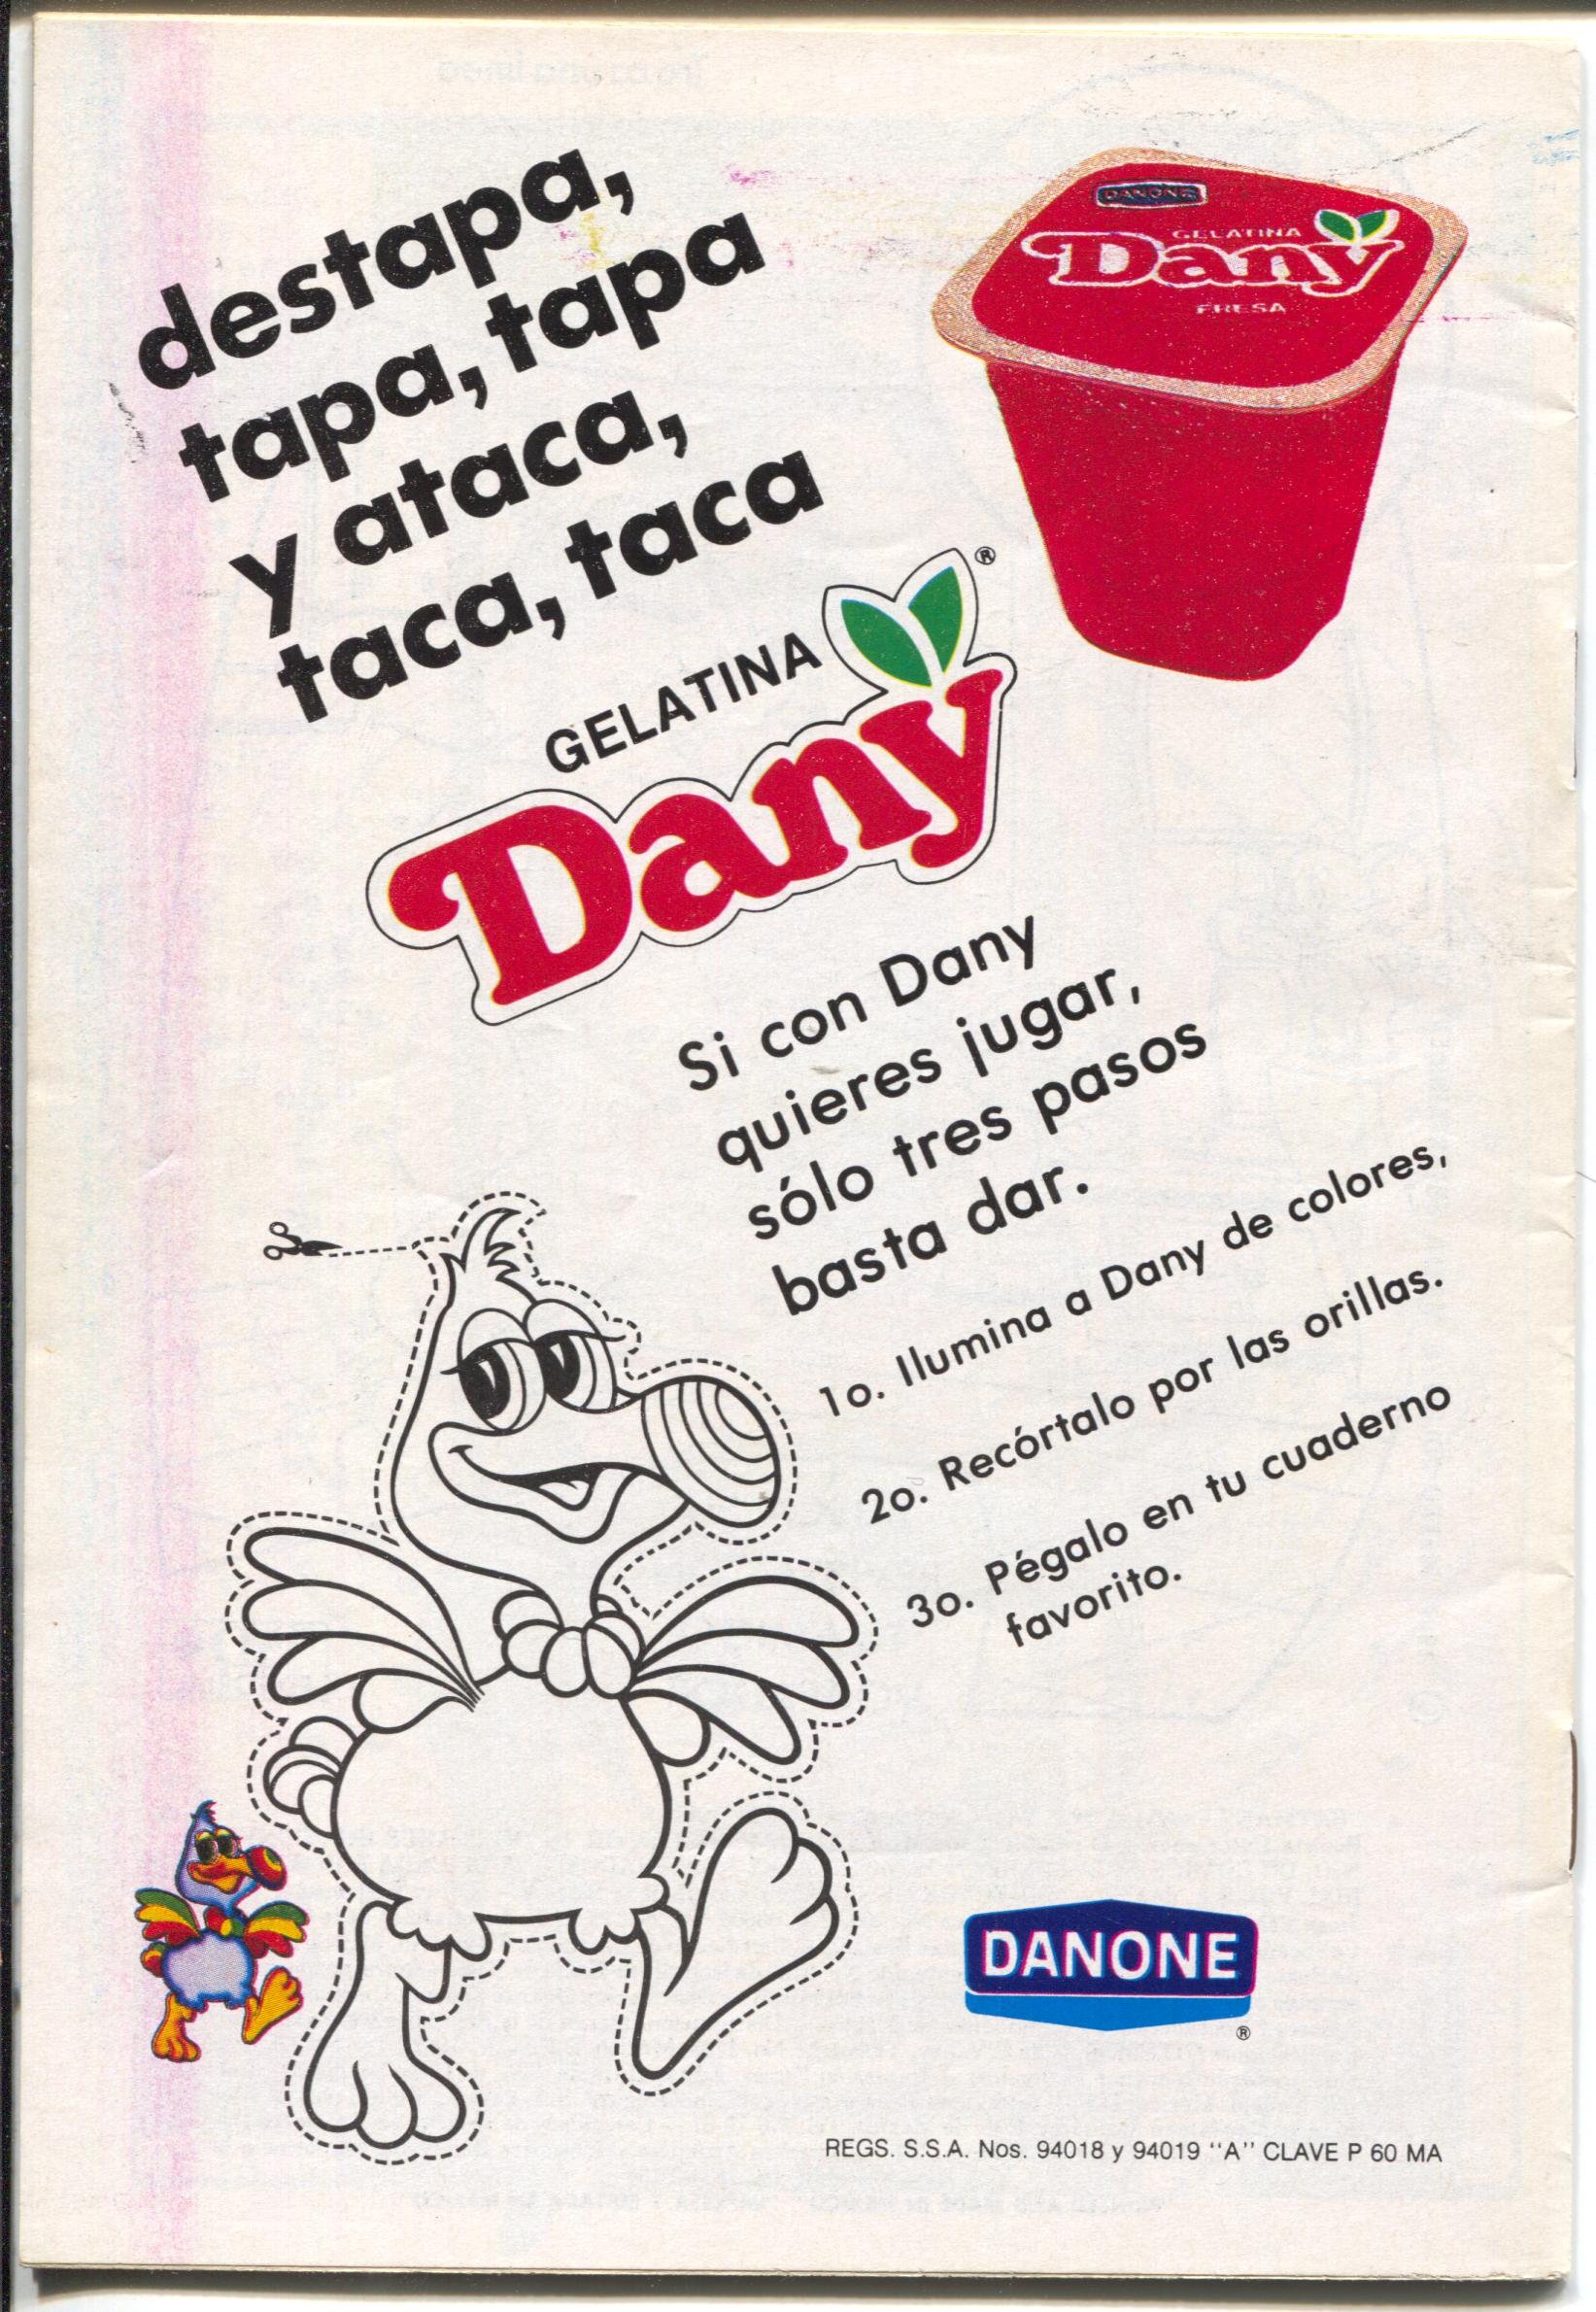 destapa,
tapa, tapa
y ataca,
taca, taca
DANONE
GELATINA
Dany
FRESA
GELATINA ®
Dany
Si con Dany
quieres jugar,
sólo tres pasos
basta dar.
1o. Ilumina a Dany de colores,
2o. Recórtalo por las orillas.
3o. Pégalo en tu cuaderno
favorito.
DANONE
®
REGS. S.S.A. Nos. 94018 y 94019 "A" CLAVE P 60 MA